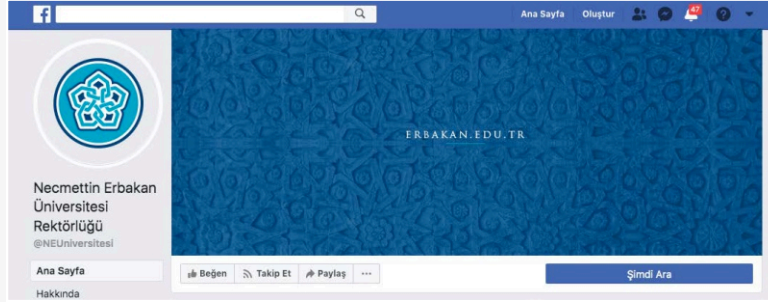 Ana Sayfa Oluştur 47
ERBAKAN.EDU.TR
Necmettin Erbakan
Üniversitesi
Rektörlüğü
@NEUniversitesi
Ana Sayfa
Hakkında
Beğen Takip Et Paylaş ...
Şimdi Ara